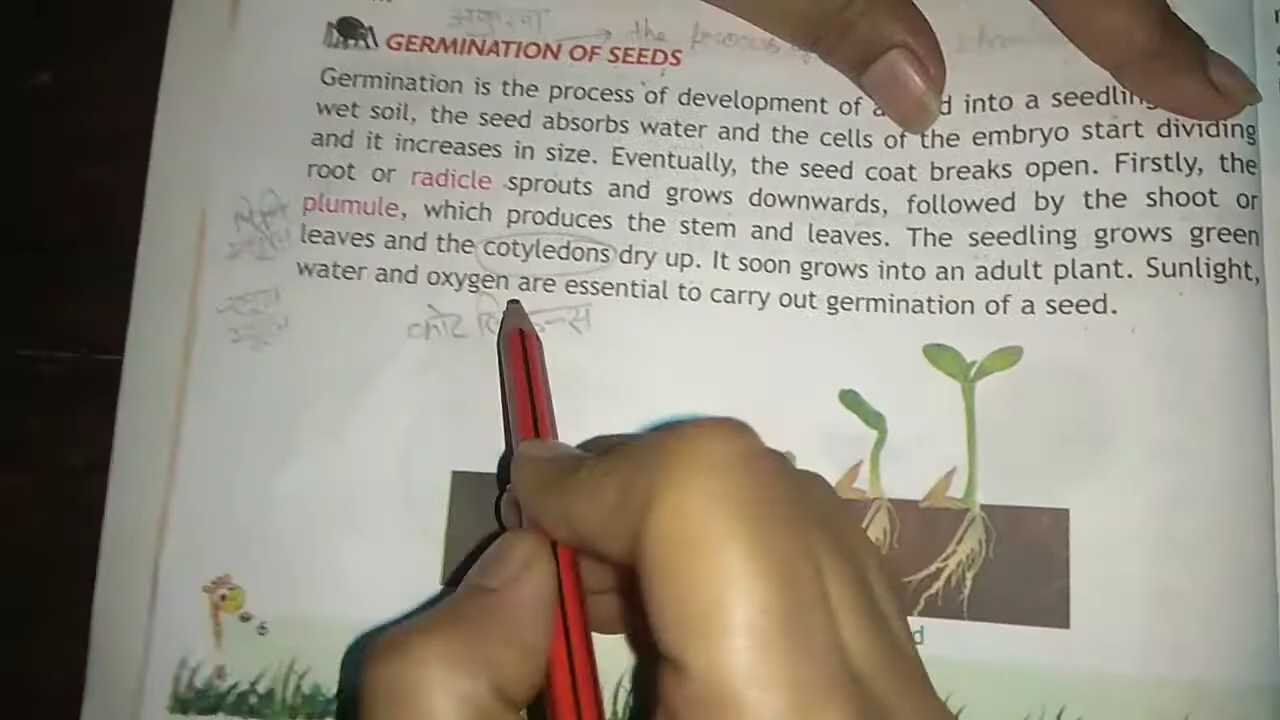 → the process
GERMINATION OF SEEDS
Germination is the process of development of a into a
wet soil, the seed absorbs water and the cells of the embryo start dividing
and it increases in size. Eventually, the seed coat breaks open. Firstly, the
root or radicle sprouts and grows downwards, followed by the shoot or
plumule, which produces the stem and leaves. The seedling grows green
leaves and the cotyledons dry up. It soon grows into an adult plant. Sunlight,
water and oxygen are essential to carry out germination of a seed.